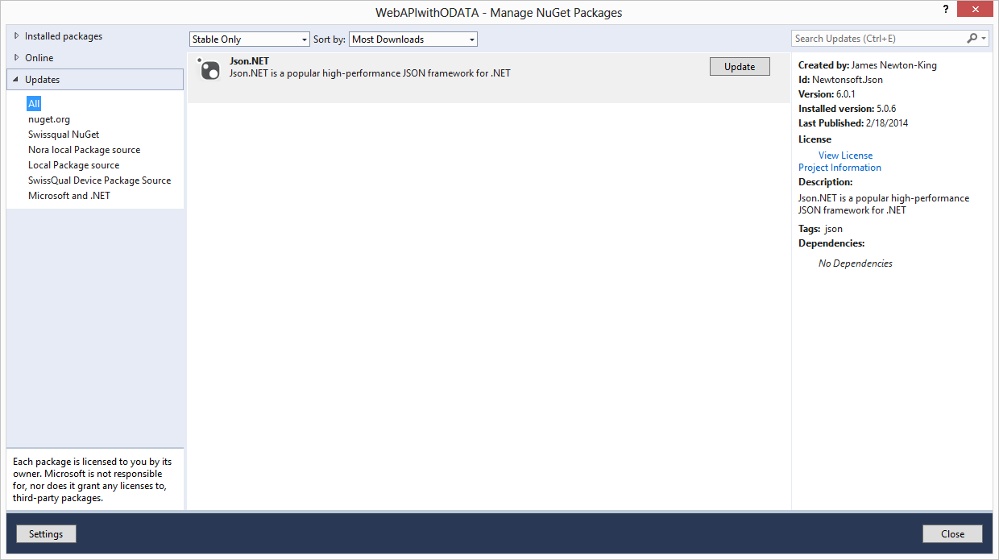 WebAPIwithODATA - Manage NuGet Packages
?
Installed packages
Online
Updates
All
nuget.org
Swissqual NuGet
Nora local Package source
Local Package source
SwissQual Device Package Source
Microsoft and .NET
Each package is licensed to you by its
owner. Microsoft is not responsible
for, nor does it grant any licenses to,
third-party packages.
Stable Only Sort by: Most Downloads
Json.NET
Json.NET is a popular high-performance JSON framework for .NET
Update
Search Updates (Ctrl+E)
Created by: James Newton-King
Id: Newtonsoft.Json
Version: 6.0.1
Installed version: 5.0.6
Last Published: 2/18/2014
License
View License
Project Information
Description:
Json.NET is a popular high-performance
JSON framework for .NET
Tags: json
Dependencies:
No Dependencies
Settings
Close